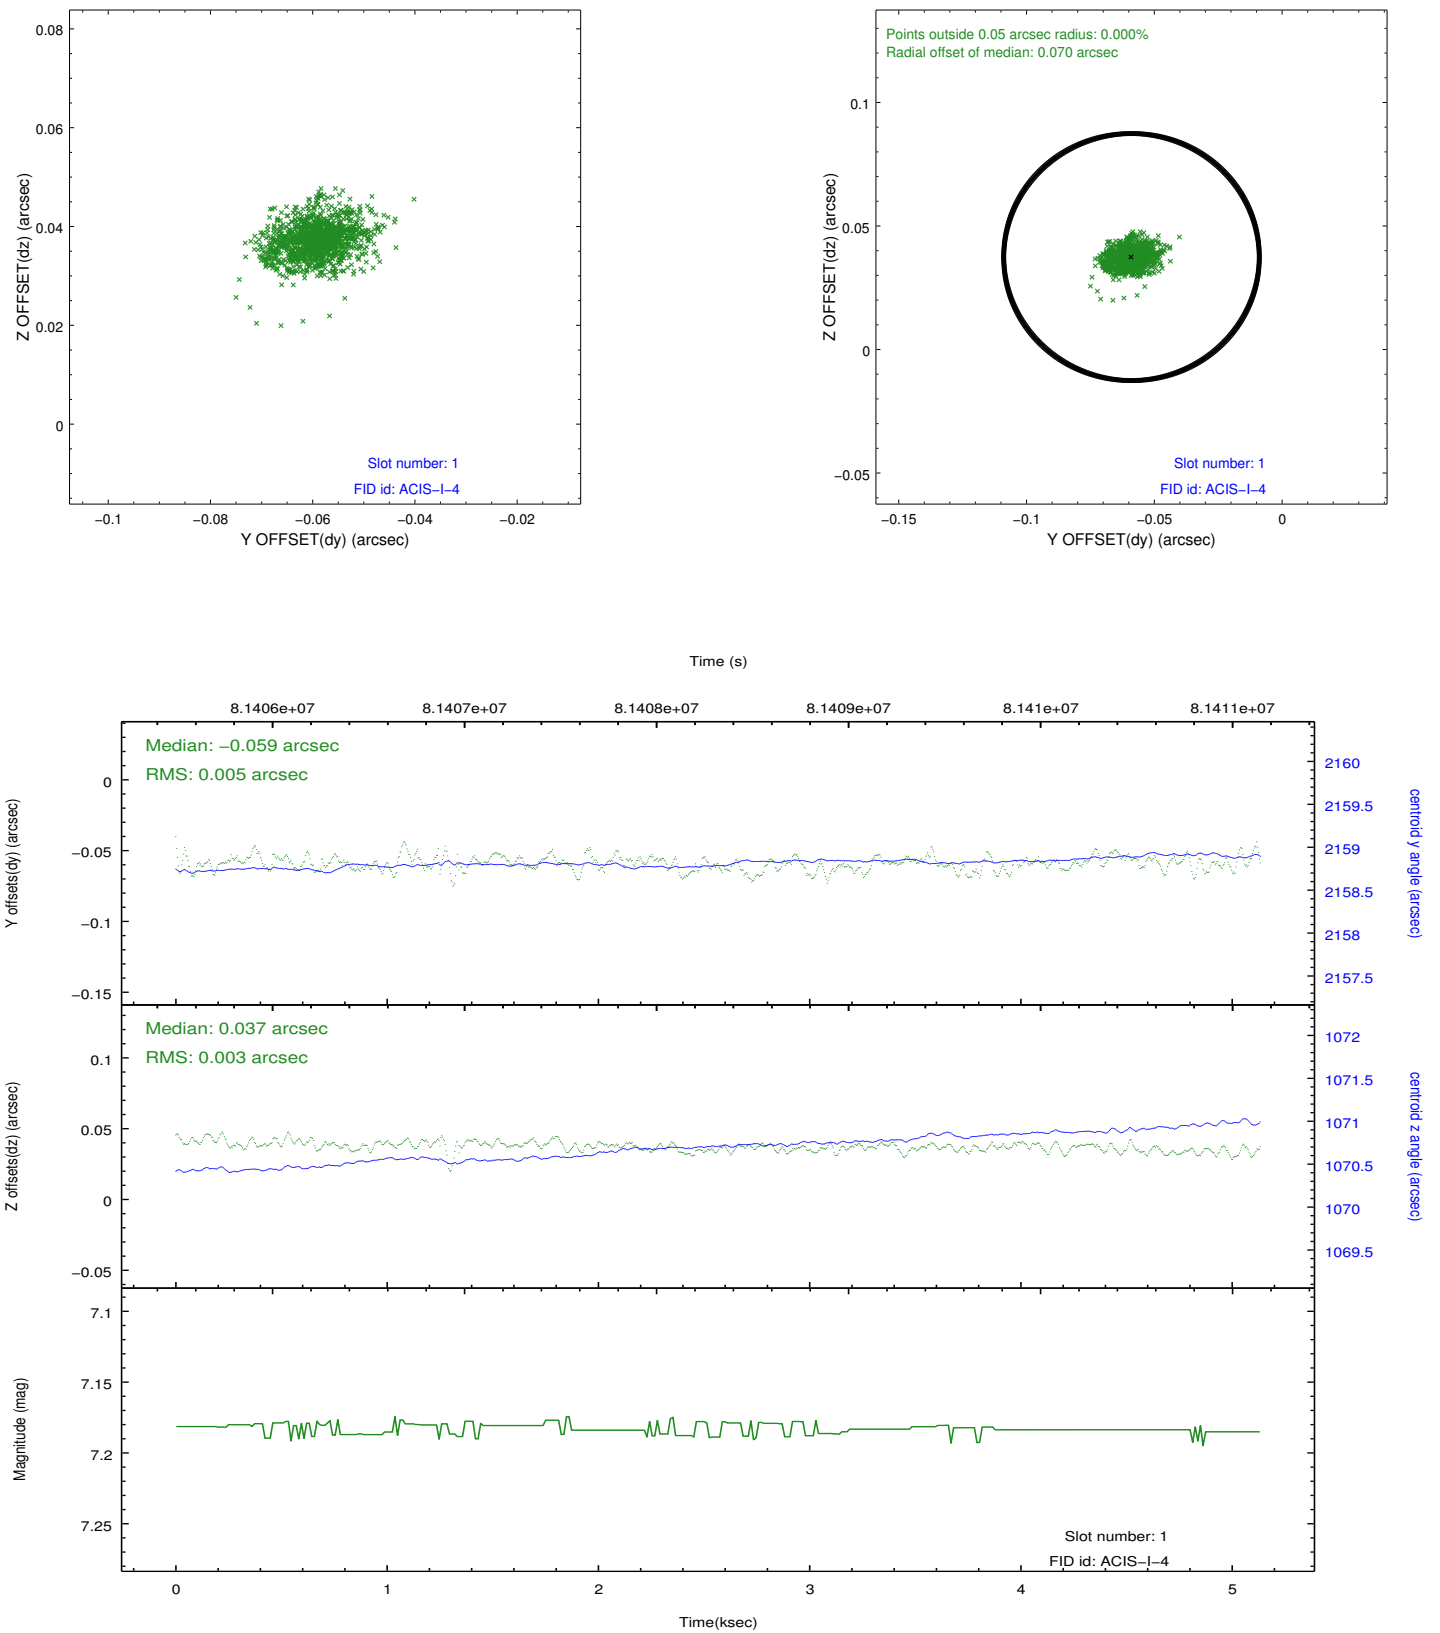 0.08
0.06
0.04
0.02
0
Z OFFSET(dz) (arcsec)
Slot number: 1
FID id: ACIS−I−4
−0.1
−0.08
−0.06
−0.04
−0.02
Y OFFSET(dy) (arcsec)
Points outside 0.05 arcsec radius: 0.000%
Radial offset of median: 0.070 arcsec
0.1
0.05
0
−0.05
Z OFFSET(dz) (arcsec)
Slot number: 1
FID id: ACIS−I−4
−0.15
−0.1
−0.05
0
Y OFFSET(dy) (arcsec)
Time (s)
8.1406e+07
8.1407e+07
8.1408e+07
8.1409e+07
8.141e+07
8.1411e+07
Median: −0.059 arcsec
RMS: 0.005 arcsec
0
−0.05
−0.1
−0.15
Y offsets(dy) (arcsec)
2160
2159.5
2159
2158.5
2158
2157.5
centroid y angle (arcsec)
Median: 0.037 arcsec
RMS: 0.003 arcsec
0.1
0.05
0
−0.05
Z offsets(dz) (arcsec)
1072
1071.5
1071
1070.5
1070
1069.5
centroid z angle (arcsec)
7.1
7.15
7.2
7.25
Magnitude (mag)
Slot number: 1
FID id: ACIS−I−4
0
1
2
3
4
5
Time(ksec)